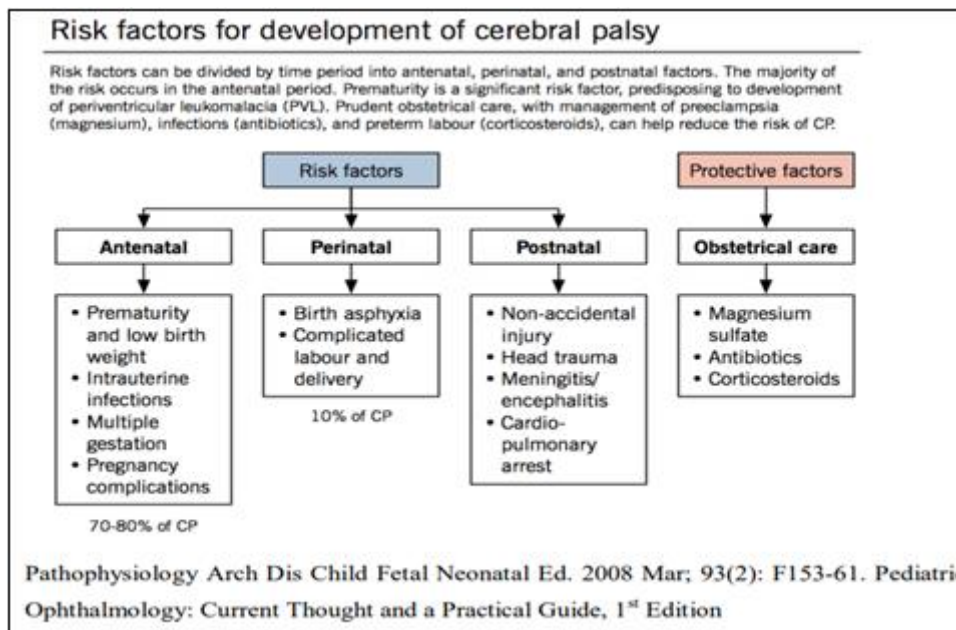 Risk factors for development of cerebral palsy
Risk factors can be divided by time period into antenatal, perinatal, and postnatal factors. The majority of
the risk occurs in the antenatal period. Prematurity is a significant risk factor, predisposing to development
of periventricular leukomalacia (PVL). Prudent obstetrical care, with management of preeclampsia
(magnesium), infections (antibiotics), and preterm labour (corticosteroids), can help reduce the risk of CP.
Risk factors
Protective factors
Antenatal
Perinatal
Postnatal
Obstetrical care
• Prematurity
and low birth
weight
• Intrauterine
infections
• Multiple
gestation
• Pregnancy
complications
70-80% of CP
• Birth asphyxia
• Complicated
labour and
delivery
10% of CP
• Non-accidental
injury
• Head trauma
• Meningitis/
encephalitis
• Cardio-
pulmonary
arrest
• Magnesium
sulfate
• Antibiotics
• Corticosteroids
Pathophysiology Arch Dis Child Fetal Neonatal Ed. 2008 Mar; 93(2): F153-61. Pediatri
Ophthalmology: Current Thought and a Practical Guide, 1st Edition